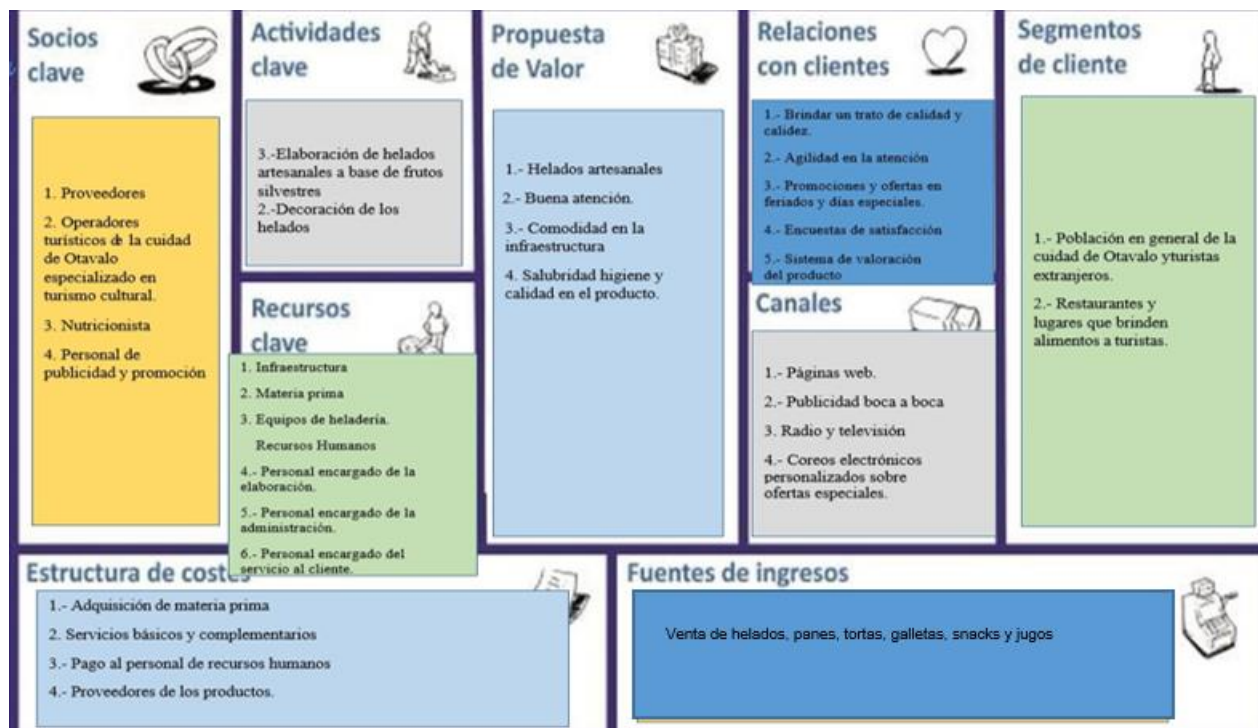 Socios
clave
1. Proveedores
2. Operadores
turísticos de la cuidad
de Otavalo
especializado en
turismo cultural.
3. Nutricionista
4. Personal de
publicidad y promoción
Actividades
clave
3.-Elaboración de helados
artesanales a base de frutos
silvestres
2.-Decoración de los
helados
Recursos
clave
1. Infraestructura
2. Materia prima
3. Equipos de heladería.
Recursos Humanos
4.- Personal encargado de la
elaboración.
5.- Personal encargado de la
administración.
6.- Personal encargado del
servicio al cliente.
Propuesta
de Valor
1.- Helados artesanales
2.- Buena atención.
3.- Comodidad en la
infraestructura
4. Salubridad higiene y
calidad en el producto.
Relaciones
con clientes
1.- Brindar un trato de calidad y
calidez.
2.- Agilidad en la atención
3.- Promociones y ofertas en
feriados y días especiales.
4.- Encuestas de satisfacción
5.- Sistema de valoración
del producto
Canales
1.- Páginas web.
2.- Publicidad boca a boca
3. Radio y televisión
4.- Coreos electrónicos
personalizados sobre
ofertas especiales.
Segmentos
de cliente
1.- Población en general de la
cuidad de Otavalo yturistas
extranjeros.
2.- Restaurantes y
lugares que brinden
alimentos a turistas.
Estructura de costes
1.- Adquisición de materia prima
2. Servicios básicos y complementarios
3.- Pago al personal de recursos humanos
4.- Proveedores de los productos.
Fuentes de ingresos
Venta de helados, panes, tortas, galletas, snacks y jugos